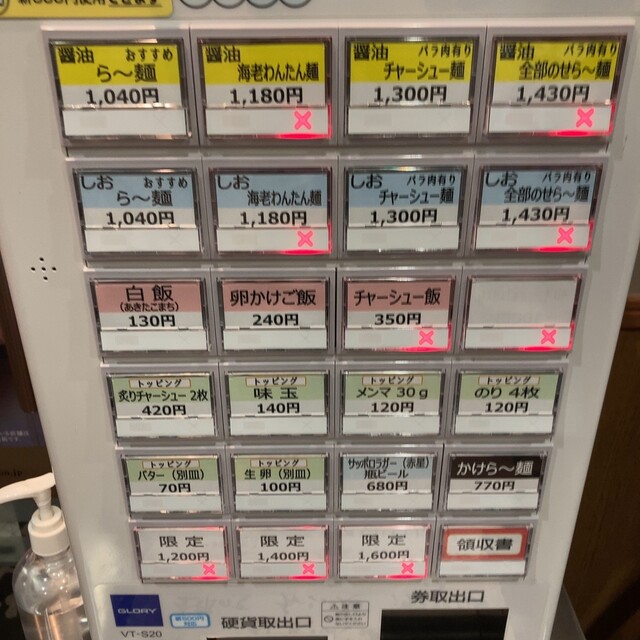 醤油 おすすめ
ら〜麺
1,040円
醤油
海老わんたん麺
1,180円
醤油 バラ肉有り
チャーシュー麺
1,300円
醤油 バラ肉有り
全部のせら〜麺
1,430円
しお おすすめ
ら〜麺
1,040円
しお
海老わんたん麺
1,180円
しお バラ肉有り
チャーシュー麺
1,300円
しお バラ肉有り
全部のせら〜麺
1,430円
白飯
(あきたこまち)
130円
卵かけご飯
240円
チャーシュー飯
350円
トッピング
炙りチャーシュー 2枚
420円
トッピング
味玉
140円
トッピング
メンマ 30g
120円
トッピング
のり 4枚
120円
トッピング
バター (別皿)
70円
トッピング
生卵 (別皿)
100円
サッポロラガー (赤星)
瓶ビール
680円
かけら〜麺
770円
限定
1,200円
限定
1,400円
限定
1,600円
領収書
GLORY
VT-S20
新500円
対応
硬貨取出口
注意
券取出口